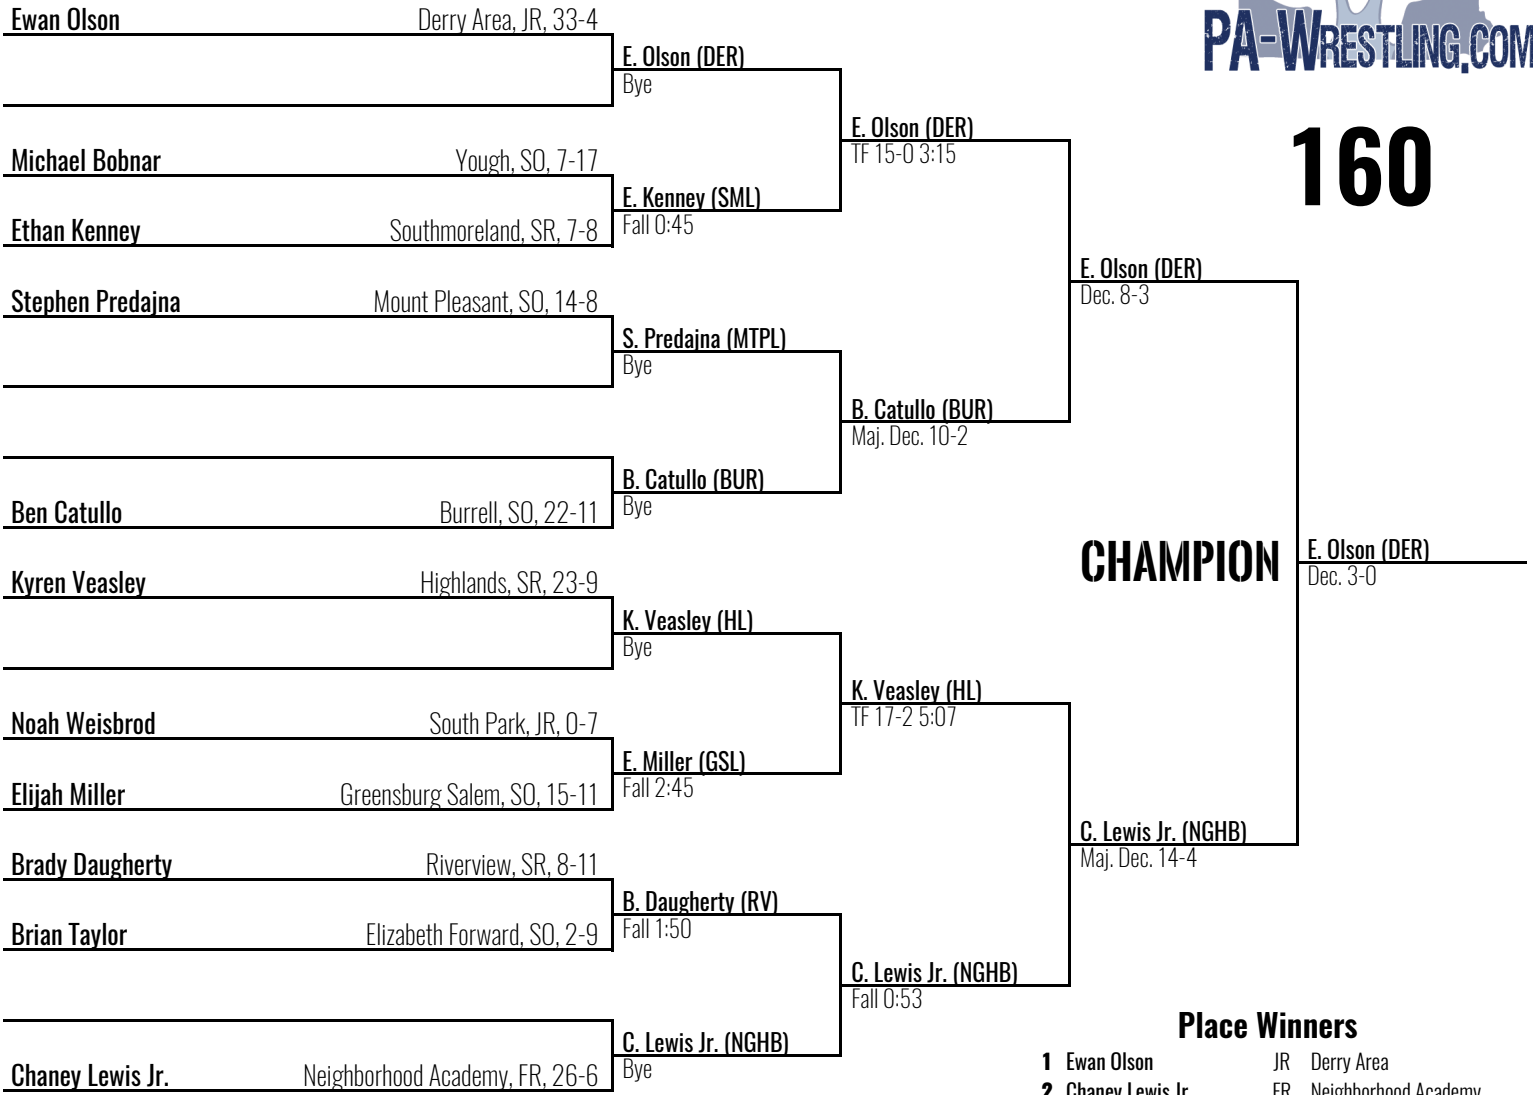 PA-WRESTLING.COM
160
Ewan Olson Derry Area, JR, 33-4
E. Olson (DER)
Bye
E. Olson (DER)
TF 15-0 3:15
Michael Bobnar Yough, SO, 7-17
E. Kenney (SML)
Fall 0:45
Ethan Kenney Southmoreland, SR, 7-8
E. Olson (DER)
Dec. 8-3
Stephen Predajna Mount Pleasant, SO, 14-8
S. Predajna (MTPL)
Bye
B. Catullo (BUR)
Maj. Dec. 10-2
B. Catullo (BUR)
Bye
Ben Catullo Burrell, SO, 22-11
CHAMPION
E. Olson (DER)
Dec. 3-0
Kyren Veasley Highlands, SR, 23-9
K. Veasley (HL)
Bye
K. Veasley (HL)
TF 17-2 5:07
Noah Weisbrod South Park, JR, 0-7
E. Miller (GSL)
Fall 2:45
Elijah Miller Greensburg Salem, SO, 15-11
C. Lewis Jr. (NGHB)
Maj. Dec. 14-4
Brady Daugherty Riverview, SR, 8-11
B. Daugherty (RV)
Fall 1:50
Brian Taylor Elizabeth Forward, SO, 2-9
C. Lewis Jr. (NGHB)
Fall 0:53
C. Lewis Jr. (NGHB)
Bye
Chaney Lewis Jr. Neighborhood Academy, FR, 26-6
Place Winners
1 Ewan Olson JR Derry Area
2 Chaney Lewis Jr. FR Neighborhood Academy